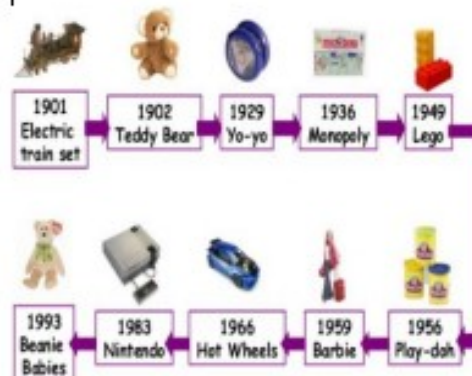 1901
Electric
train set
1902
Teddy Bear
1929
Yo-yo
1936
Monopoly
1949
Lego
1956
Play-doh
1959
Barbie
1966
Hot Wheels
1983
Nintendo
1993
Beanie
Babies